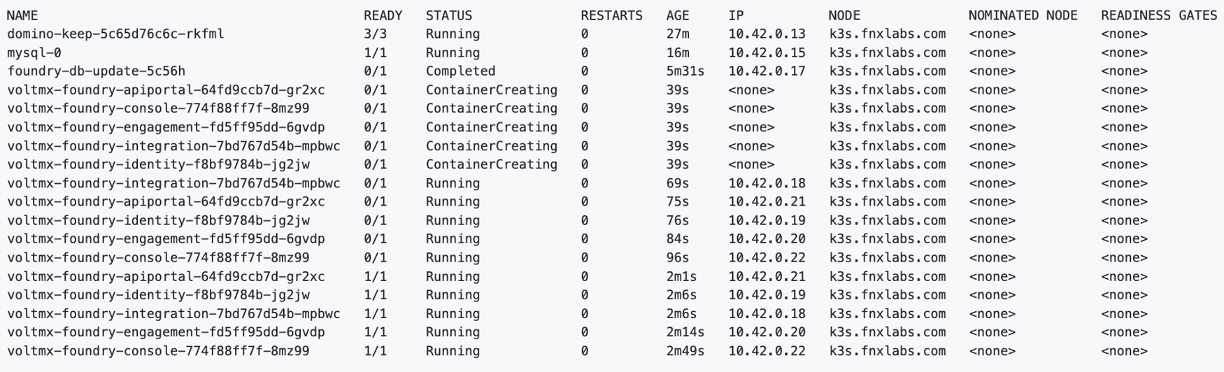 NAME READY STATUS RESTARTS AGE IP NODE NOMINATED NODE READINESS GATES
domino-keep-5c65d76c6c-rkfml 3/3 Running 0 27m 10.42.0.13 k3s.fnxlabs.com <none> <none>
mysql-0 1/1 Running 0 16m 10.42.0.15 k3s.fnxlabs.com <none> <none>
foundry-db-update-5c56h 0/1 Completed 0 5m31s 10.42.0.17 k3s.fnxlabs.com <none> <none>
voltmx-foundry-apiportal-64fd9ccb7d-gr2xc 0/1 ContainerCreating 0 39s <none> k3s.fnxlabs.com <none> <none>
voltmx-foundry-console-774f88ff7f-8mz99 0/1 ContainerCreating 0 39s <none> k3s.fnxlabs.com <none> <none>
voltmx-foundry-engagement-fd5ff95dd-6gvdp 0/1 ContainerCreating 0 39s <none> k3s.fnxlabs.com <none> <none>
voltmx-foundry-integration-7bd767d54b-mpbwc 0/1 ContainerCreating 0 39s <none> k3s.fnxlabs.com <none> <none>
voltmx-foundry-identity-f8bf9784b-jg2jw 0/1 ContainerCreating 0 39s <none> k3s.fnxlabs.com <none> <none>
voltmx-foundry-integration-7bd767d54b-mpbwc 0/1 Running 0 69s 10.42.0.18 k3s.fnxlabs.com <none> <none>
voltmx-foundry-apiportal-64fd9ccb7d-gr2xc 0/1 Running 0 75s 10.42.0.21 k3s.fnxlabs.com <none> <none>
voltmx-foundry-identity-f8bf9784b-jg2jw 0/1 Running 0 76s 10.42.0.19 k3s.fnxlabs.com <none> <none>
voltmx-foundry-engagement-fd5ff95dd-6gvdp 0/1 Running 0 84s 10.42.0.20 k3s.fnxlabs.com <none> <none>
voltmx-foundry-console-774f88ff7f-8mz99 0/1 Running 0 96s 10.42.0.22 k3s.fnxlabs.com <none> <none>
voltmx-foundry-apiportal-64fd9ccb7d-gr2xc 1/1 Running 0 2m1s 10.42.0.21 k3s.fnxlabs.com <none> <none>
voltmx-foundry-identity-f8bf9784b-jg2jw 1/1 Running 0 2m6s 10.42.0.19 k3s.fnxlabs.com <none> <none>
voltmx-foundry-integration-7bd767d54b-mpbwc 1/1 Running 0 2m6s 10.42.0.18 k3s.fnxlabs.com <none> <none>
voltmx-foundry-engagement-fd5ff95dd-6gvdp 1/1 Running 0 2m14s 10.42.0.20 k3s.fnxlabs.com <none> <none>
voltmx-foundry-console-774f88ff7f-8mz99 1/1 Running 0 2m49s 10.42.0.22 k3s.fnxlabs.com <none> <none>